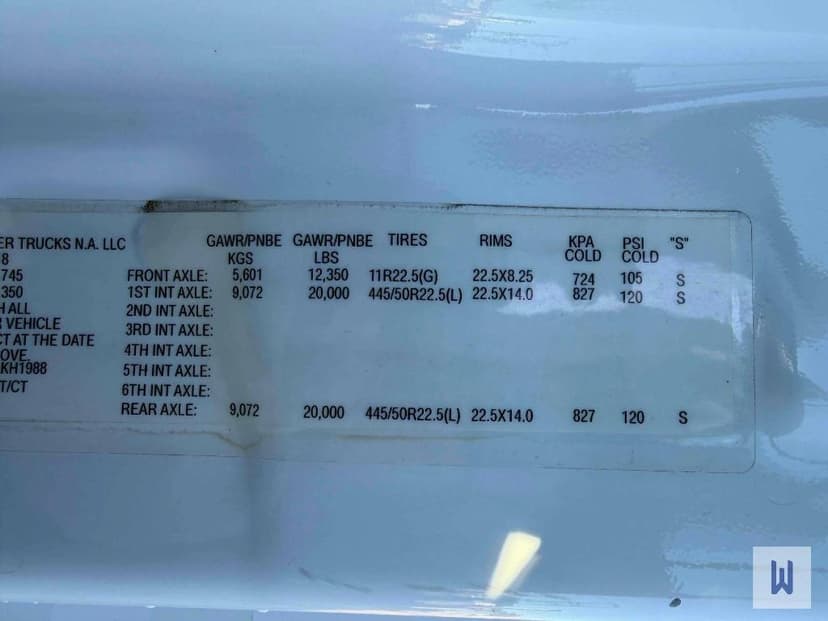 ER TRUCKS N.A. LLC GAWR/PNBE GAWR/PNBE TIRES RIMS KPA PSI "S"
8 KGS LBS COLD COLD
745 FRONT AXLE: 5,601 12,350 11R22.5(G) 22.5X8.25 724 105 S
350 1ST INT AXLE: 9,072 20,000 445/50R22.5(L) 22.5X14.0 827 120 S
H ALL 2ND INT AXLE:
VEHICLE 3RD INT AXLE:
CT AT THE DATE 4TH INT AXLE:
OVE.
KH1988 5TH INT AXLE:
T/CT 6TH INT AXLE:
REAR AXLE: 9,072 20,000 445/50R22.5(L) 22.5X14.0 827 120 S
W